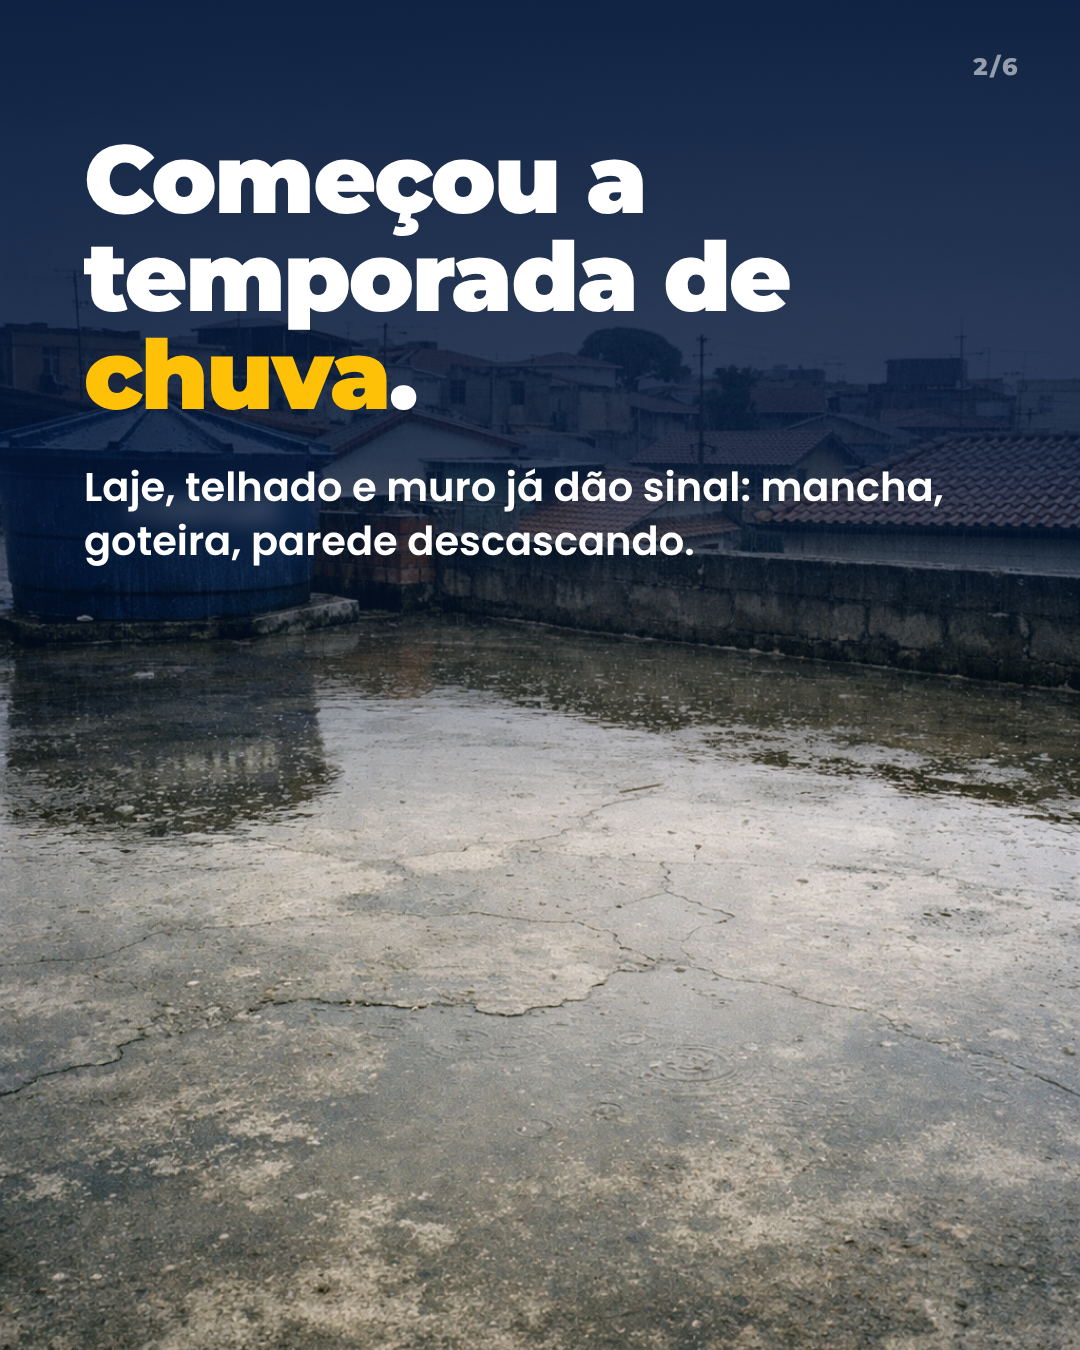 2/6
Começou a
temporada de
chuva.
Laje, telhado e muro já dão sinal: mancha,
goteira, parede descascando.